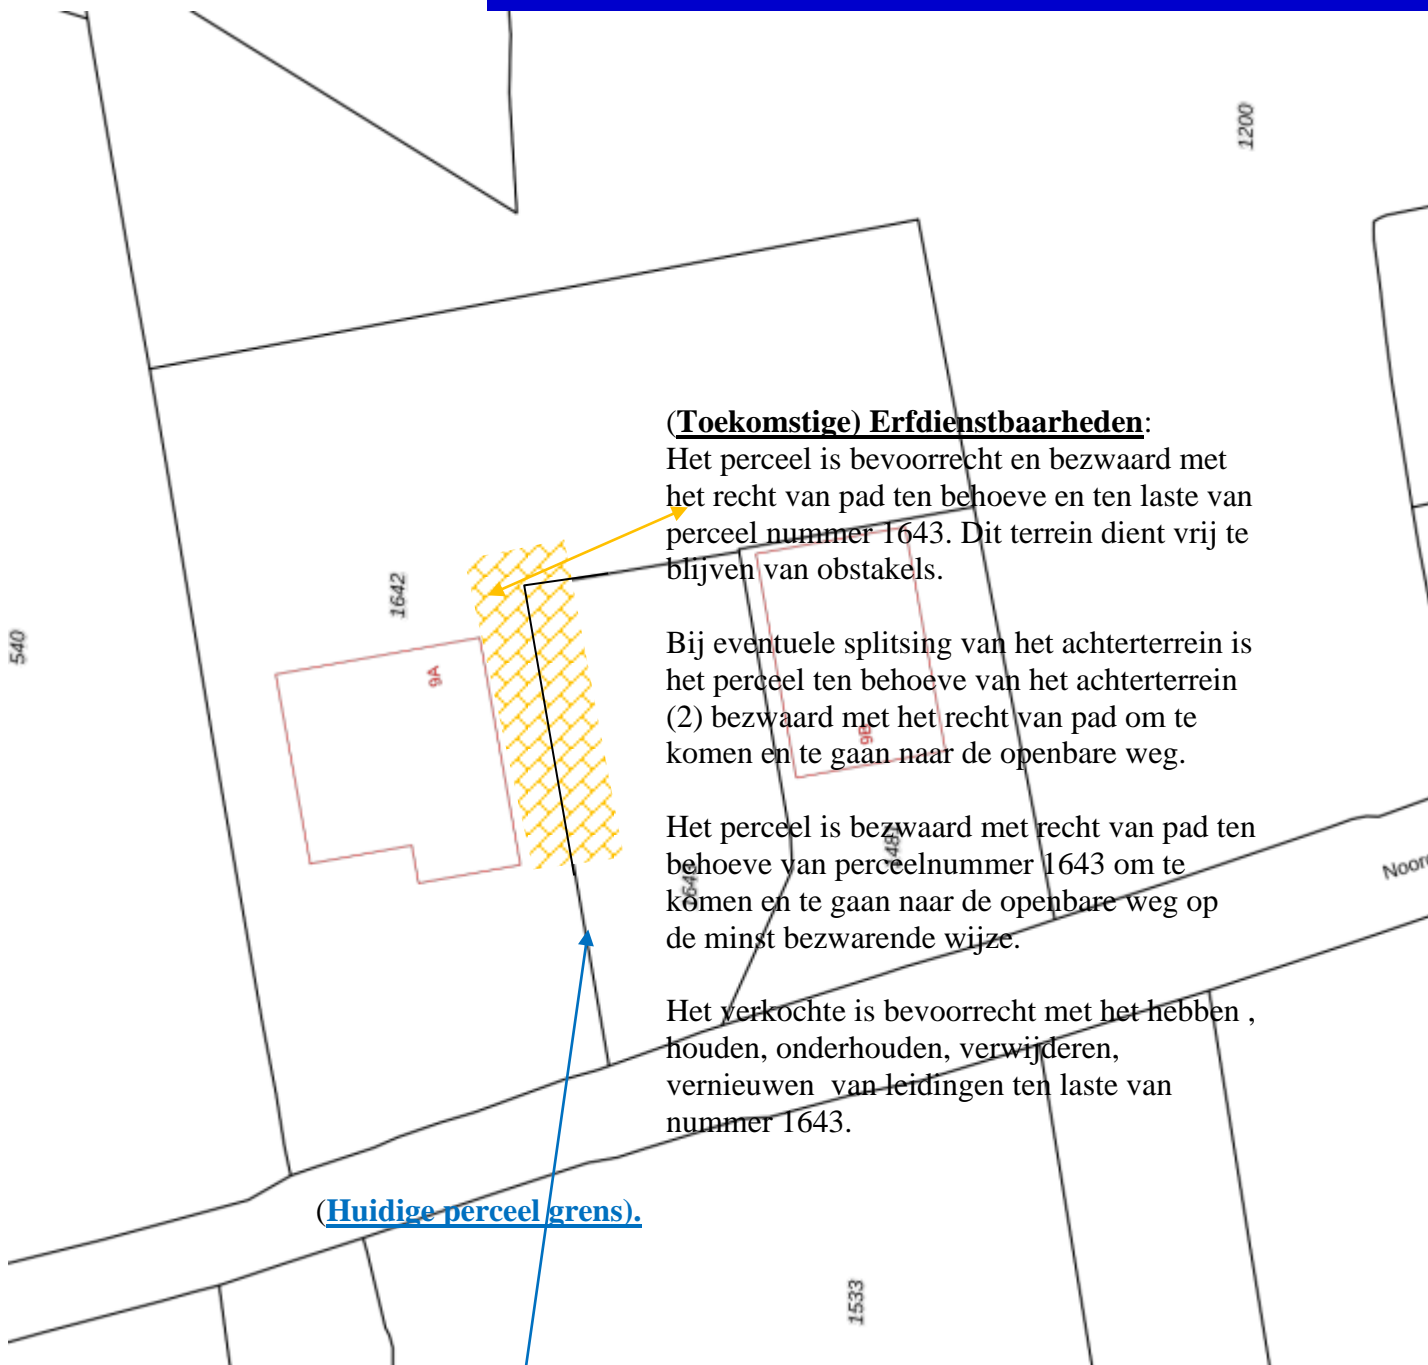 1200
(Toekomstige) Erfdienstbaarheden:
Het perceel is bevoorrecht en bezwaard met
het recht van pad ten behoeve en ten laste van
perceel nummer 1643. Dit terrein dient vrij te
blijven van obstakels.
1642
540
9A
Bij eventuele splitsing van het achterterrein is
het perceel ten behoeve van het achterterrein
(2) bezwaard met het recht van pad om te
komen en te gaan naar de openbare weg.
9B
Het perceel is bezwaard met recht van pad ten
behoeve van perceelnummer 1643 om te
komen en te gaan naar de openbare weg op
de minst bezwarende wijze.
1643
1481
Noord
Het verkochte is bevoorrecht met het hebben ,
houden, onderhouden, verwijderen,
vernieuwen  van leidingen ten laste van
nummer 1643.
(Huidige perceel grens).
1533